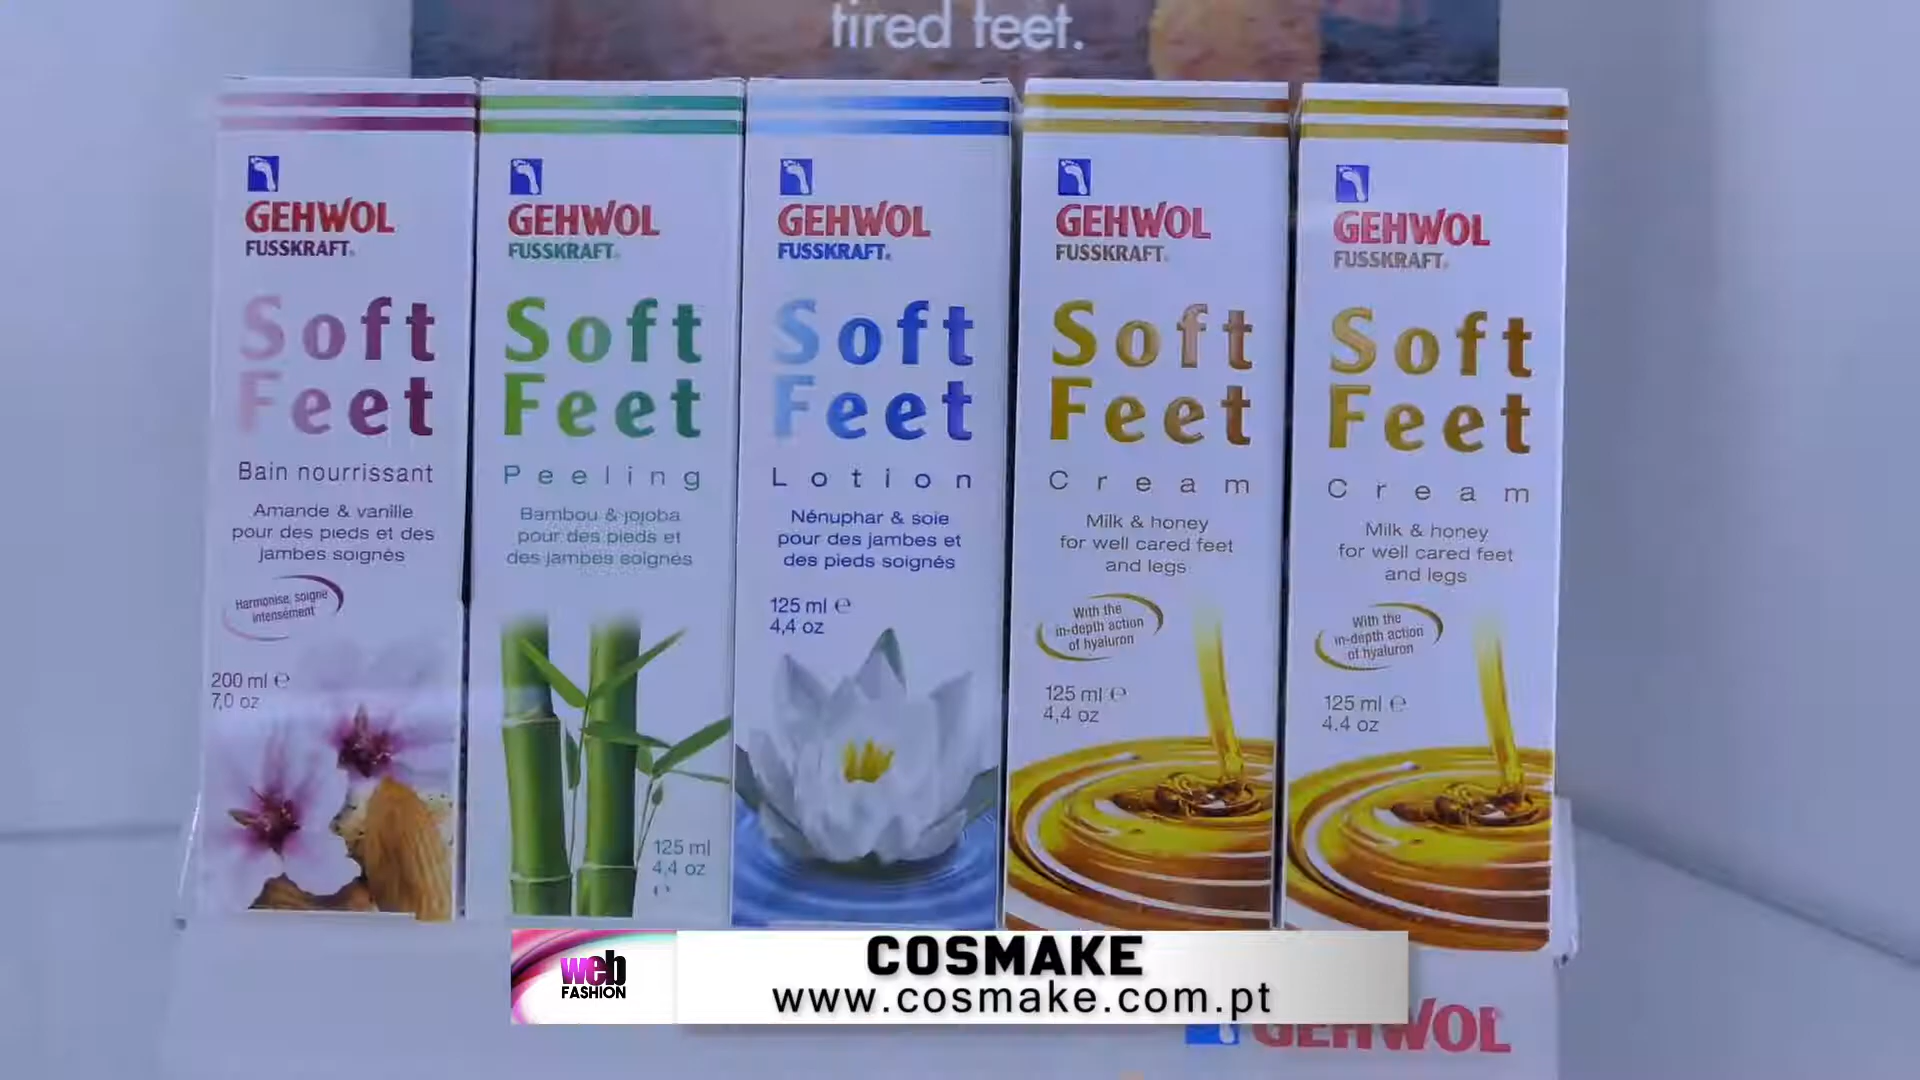 tired feet.
GEHWOL
FUSSKRAFT®
Soft
Feet
Bain nourrissant
Amande & vanille
pour des pieds et des
jambes soignés
Harmonise, soigne
intensément
200 ml ℮
7,0 oz
GEHWOL
FUSSKRAFT®
Soft
Feet
Peeling
Bambou & jojoba
pour des pieds et
des jambes soignés
125 ml
4,4 oz
GEHWOL
FUSSKRAFT®
Soft
Feet
Lotion
Nénuphar & soie
pour des jambes et
des pieds soignés
125 ml ℮
4,4 oz
GEHWOL
FUSSKRAFT®
Soft
Feet
Cream
Milk & honey
for well cared feet
and legs
With the
in-depth action
of hyaluron
125 ml ℮
4,4 oz
GEHWOL
FUSSKRAFT®
Soft
Feet
Cream
Milk & honey
for well cared feet
and legs
With the
in-depth action
of hyaluron
125 ml ℮
4.4 oz
web
FASHION
COSMAKE
www.cosmake.com.pt
GEHWOL